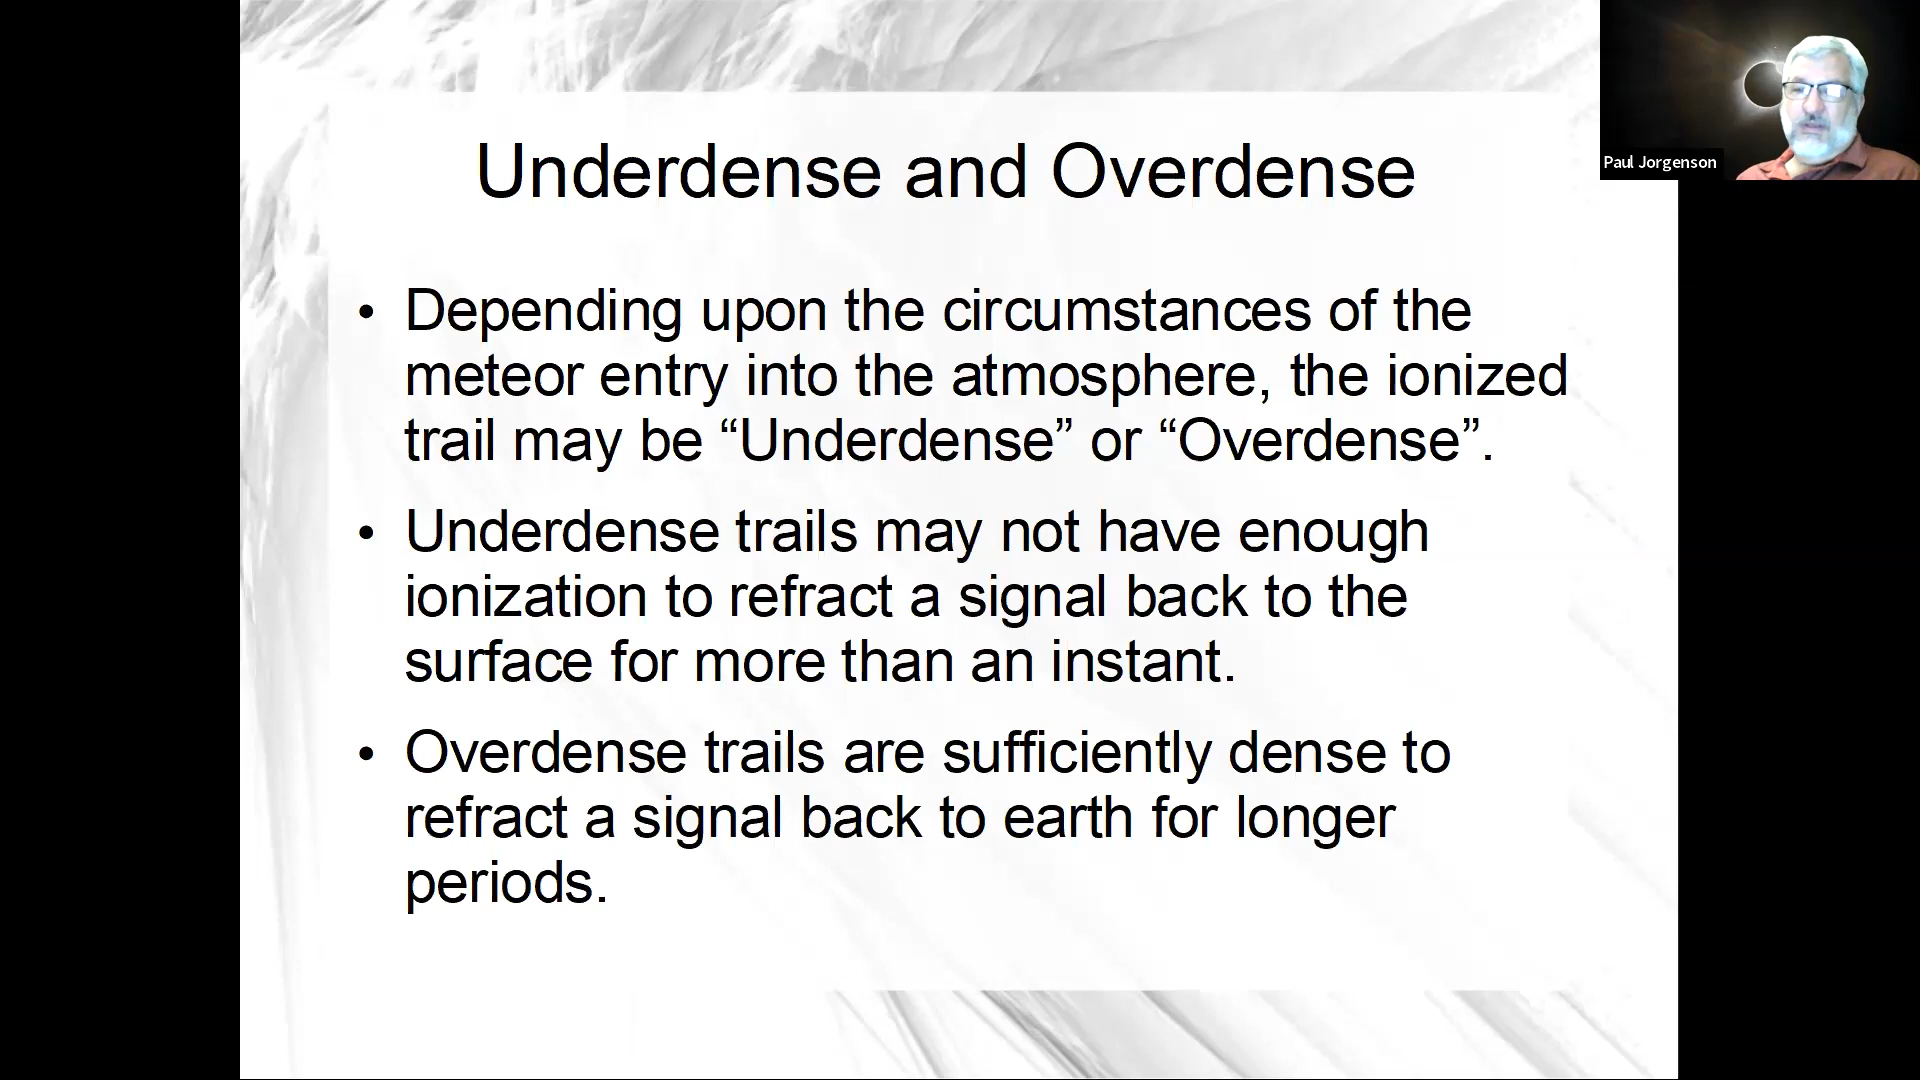 Underdense and Overdense
Paul Jorgenson
• Depending upon the circumstances of the
meteor entry into the atmosphere, the ionized
trail may be “Underdense” or “Overdense”.
• Underdense trails may not have enough
ionization to refract a signal back to the
surface for more than an instant.
• Overdense trails are sufficiently dense to
refract a signal back to earth for longer
periods.